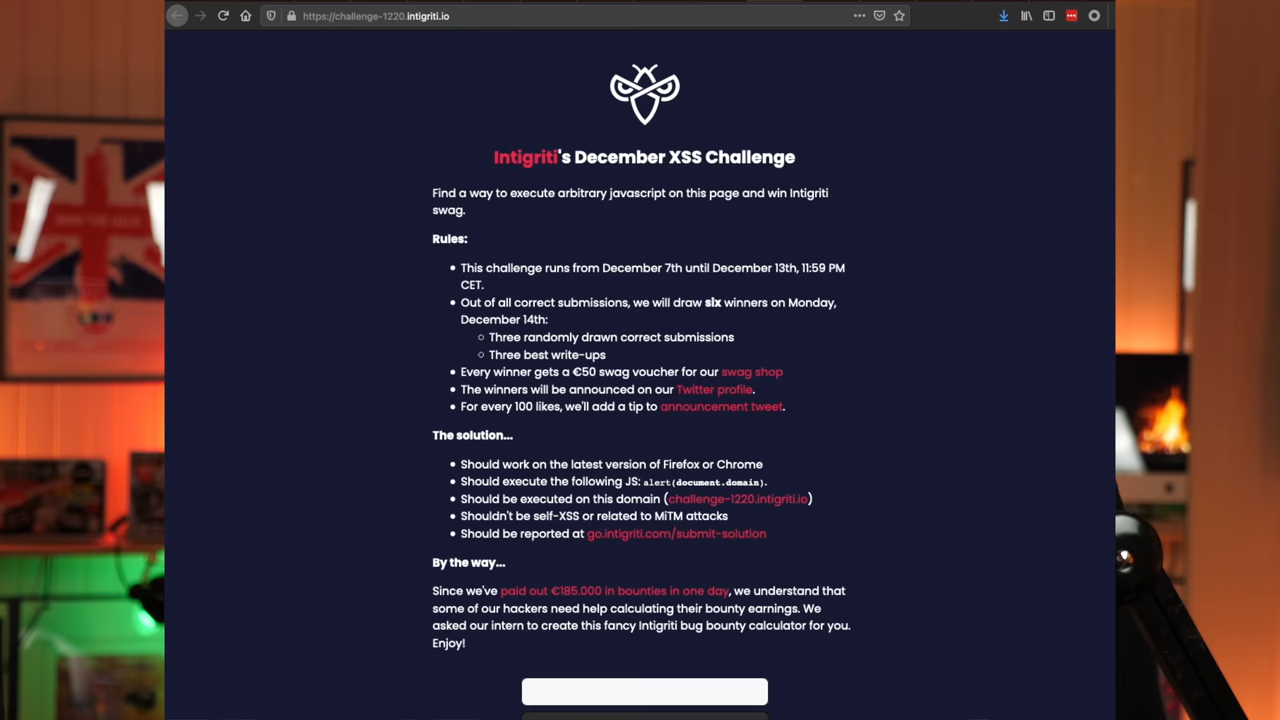 https://challenge-1220.intigriti.io
Intigriti's December XSS Challenge
Find a way to execute arbitrary javascript on this page and win Intigriti
swag.
Rules:
This challenge runs from December 7th until December 13th, 11:59 PM
CET.
Out of all correct submissions, we will draw six winners on Monday,
December 14th:
Three randomly drawn correct submissions
Three best write-ups
Every winner gets a €50 swag voucher for our swag shop
The winners will be announced on our Twitter profile.
For every 100 likes, we'll add a tip to announcement tweet.
The solution...
Should work on the latest version of Firefox or Chrome
Should execute the following JS: alert(document.domain).
Should be executed on this domain (challenge-1220.intigriti.io)
Shouldn't be self-XSS or related to MiTM attacks
Should be reported at go.intigriti.com/submit-solution
By the way...
Since we've paid out €185.000 in bounties in one day, we understand that
some of our hackers need help calculating their bounty earnings. We
asked our intern to create this fancy Intigriti bug bounty calculator for you.
Enjoy!